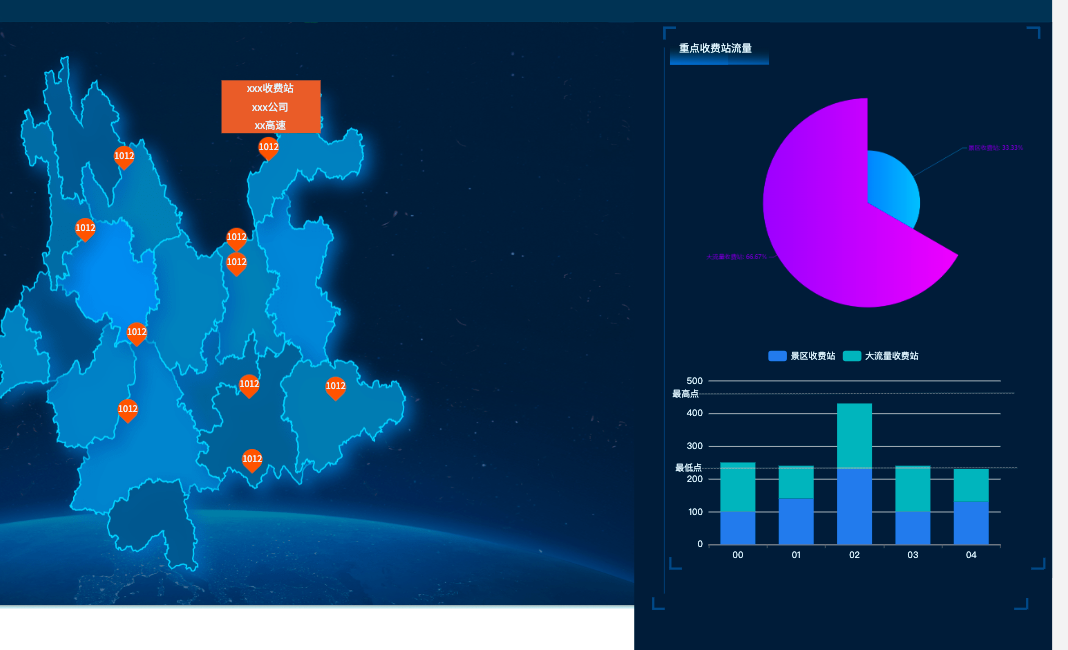 重点收费站流量
xxx收费站
xxx公司
xx高速
1012
1012
景区收费站: 33.33%
1012
1012
1012
大流量收费站: 66.67%
1012
景区收费站 大流量收费站
1012
1012
1012
1012
500
最高点
400
300
最低点
200
100
0
00 01 02 03 04